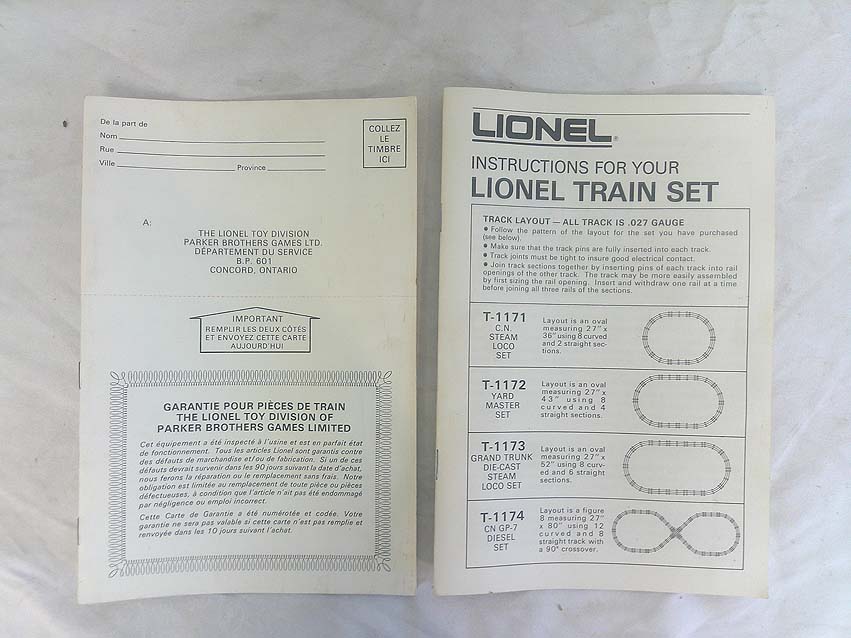 De la part de
Nom
Rue
Ville Province
COLLEZ
LE
TIMBRE
ICI
A:
THE LIONEL TOY DIVISION
PARKER BROTHERS GAMES LTD.
DÉPARTEMENT DU SERVICE
B.P. 601
CONCORD, ONTARIO
IMPORTANT
REMPLIR LES DEUX CÔTÉS
ET ENVOYEZ CETTE CARTE
AUJOURD'HUI
GARANTIE POUR PIÈCES DE TRAIN
THE LIONEL TOY DIVISION OF
PARKER BROTHERS GAMES LIMITED
Cet équipement a été inspecté à l'usine et est en parfait état
de fonctionnement. Tous les articles Lionel sont garantis contre
des défauts de marchandise et/ou de fabrication. Si un de ces
défauts devrait survenir dans les 90 jours suivant la date d'achat,
nous ferons la réparation ou le remplacement sans frais. Notre
obligation est limitée au remplacement de toute pièce ou pièces
défectueuses, à condition que l'article n'ait pas été endommagé
par négligence ou emploi incorrect.
Cette Carte de Garantie a été numérotée et codée. Votre
garantie ne sera pas valable si cette carte n'est pas remplie et
renvoyée dans les 10 jours suivant l'achat.
LIONEL®
INSTRUCTIONS FOR YOUR
LIONEL TRAIN SET
TRACK LAYOUT — ALL TRACK IS .027 GAUGE
● Follow the pattern of the layout for the set you have purchased
(see below).
● Make sure that the track pins are fully inserted into each track.
● Track joints must be tight to insure good electrical contact.
● Join track sections together by inserting pins of each track into rail
openings of the other track. The track may be more easily assembled
by first sizing the rail opening. Insert and withdraw one rail at a time
before joining all three rails of the sections.
T-1171
C.N.
STEAM
LOCO
SET
Layout is an oval
measuring 27" x
36" using 8 curved
and 2 straight sec-
tions.
T-1172
YARD
MASTER
SET
Layout is an oval
measuring 27" x
43" using 8
curved and 4
straight sections.
T-1173
GRAND TRUNK
DIE-CAST
STEAM
LOCO SET
Layout is an oval
measuring 27" x
52" using 8 curv-
ed and 6 straight
sections.
T-1174
CN GP-7
DIESEL
SET
Layout is a figure
8 measuring 27"
x 80" using 12
curved and 8
straight track with
a 90° crossover.